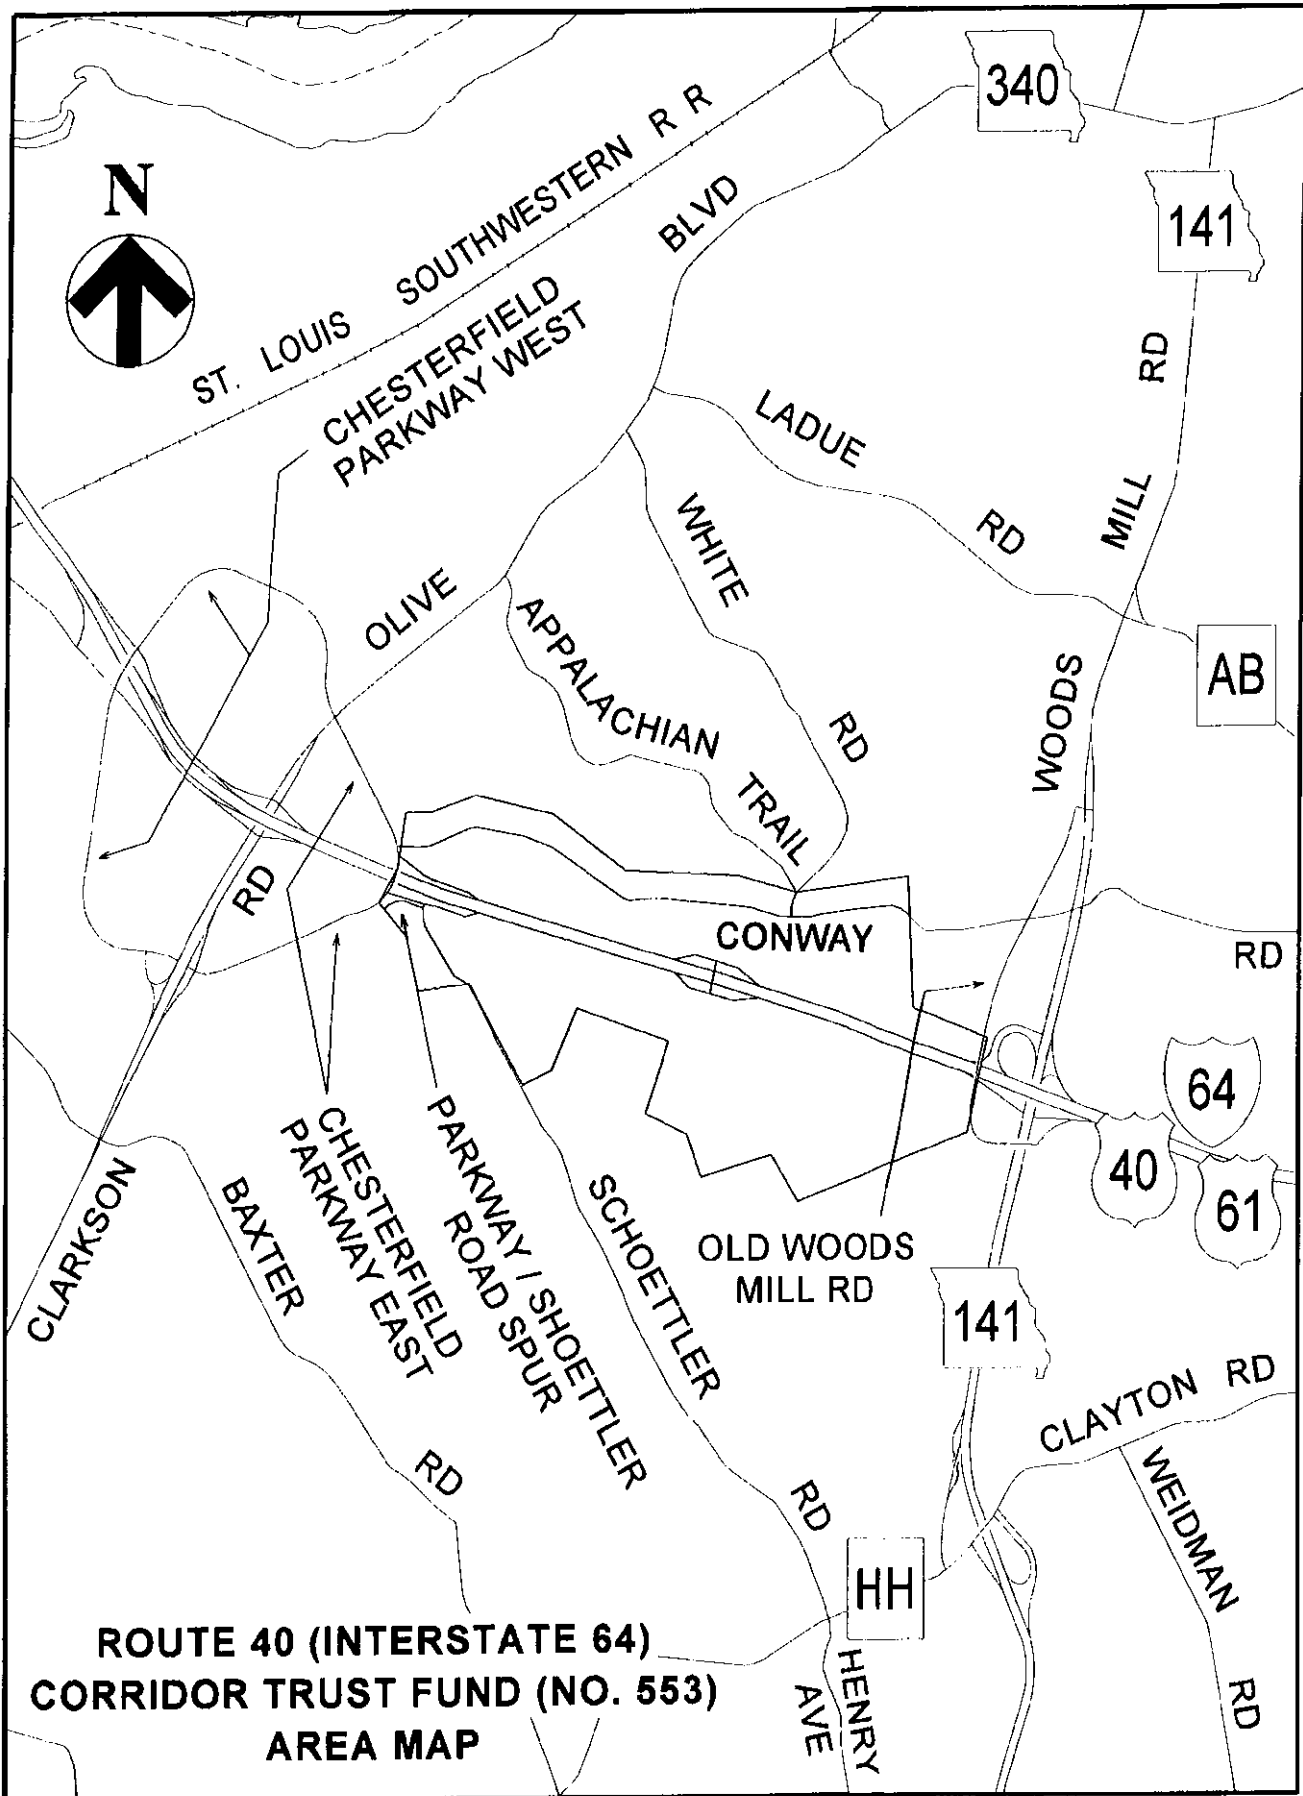 340
N
141
ST. LOUIS SOUTHWESTERN R R
BLVD
CHESTERFIELD
PARKWAY WEST
MILL RD
LADUE RD
WHITE RD
OLIVE
APPALACHIAN TRAIL
WOODS
AB
RD
CONWAY
RD
64
40
61
CHESTERFIELD
PARKWAY EAST
PARKWAY / SHOETTLER
ROAD SPUR
CLARKSON
BAXTER RD
SCHOETTLER RD
OLD WOODS
MILL RD
141
CLAYTON RD
WEIDMAN RD
HH
HENRY
AVE
ROUTE 40 (INTERSTATE 64)
CORRIDOR TRUST FUND (NO. 553)
AREA MAP